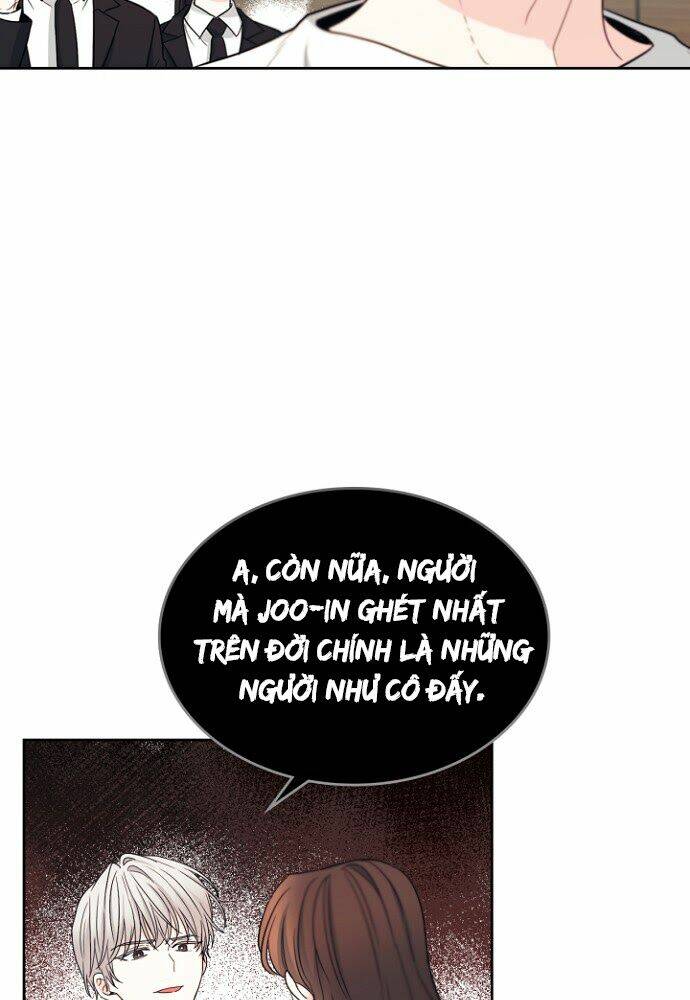 A, CÒN NỮA, NGƯỜI
MÀ JOO-IN GHÉT NHẤT
TRÊN ĐỜI CHÍNH LÀ NHỮNG
NGƯỜI NHƯ CÔ ĐẤY.